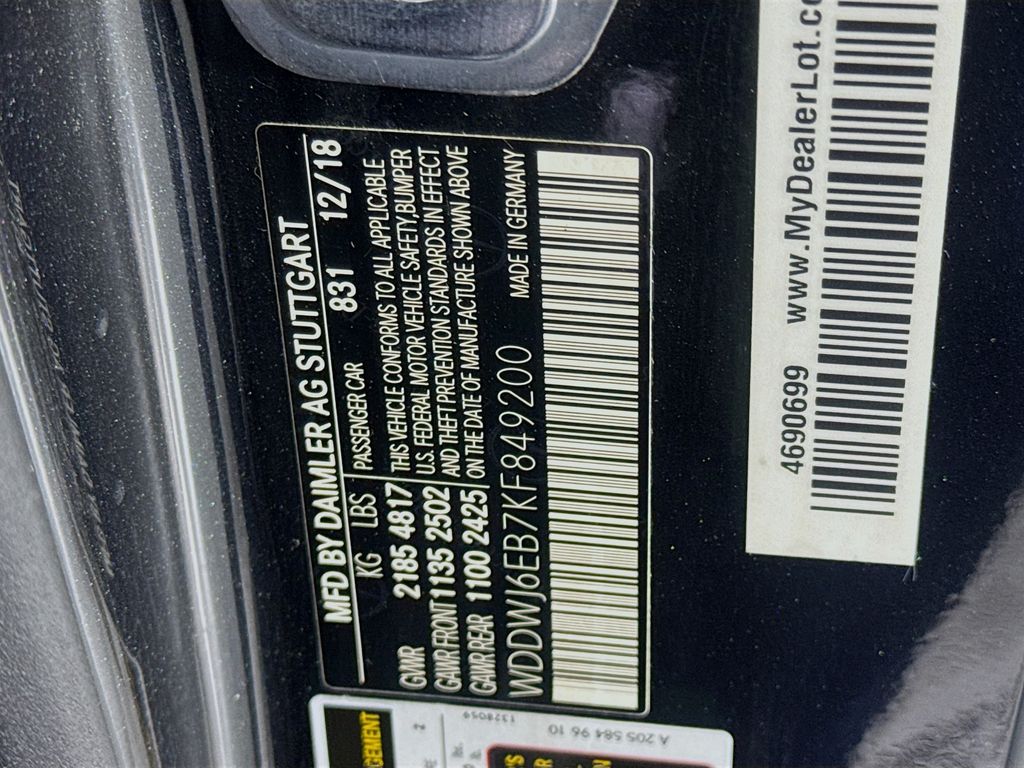 MFD BY DAIMLER AG STUTTGART
KG LBS PASSENGER CAR 831 12/18
GWR 2185 4817 THIS VEHICLE CONFORMS TO ALL APPLICABLE
GAWR FRONT 1135 2502 U.S. FEDERAL MOTOR VEHICLE SAFETY, BUMPER
GAWR REAR 1100 2425 AND THEFT PREVENTION STANDARDS IN EFFECT
ON THE DATE OF MANUFACTURE SHOWN ABOVE
WDDWJ6EB7KF849200 MADE IN GERMANY
4690699 www.MyDealerLot.co
A 205 584 96 10
1328059